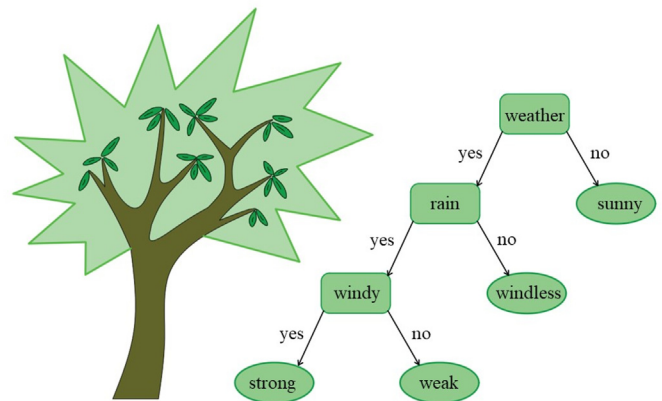 weather
yes
no
rain
sunny
yes
no
windy
windless
yes
no
strong
weak